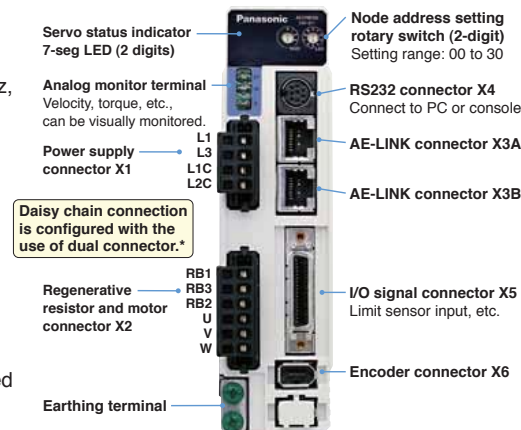 Servo status indicator
7-seg LED (2 digits)
Analog monitor terminal
Velocity, torque, etc.,
can be visually monitored.
Power supply
connector X1
L1
L3
L1C
L2C
Daisy chain connection
is configured with the
use of dual connector.*
Regenerative
resistor and motor
connector X2
RB1
RB3
RB2
U
V
W
Earthing terminal
z,
ed
Panasonic
Node address setting
rotary switch (2-digit)
Setting range: 00 to 30
RS232 connector X4
Connect to PC or console
AE-LINK connector X3A
AE-LINK connector X3B
I/O signal connector X5
Limit sensor input, etc.
Encoder connector X6